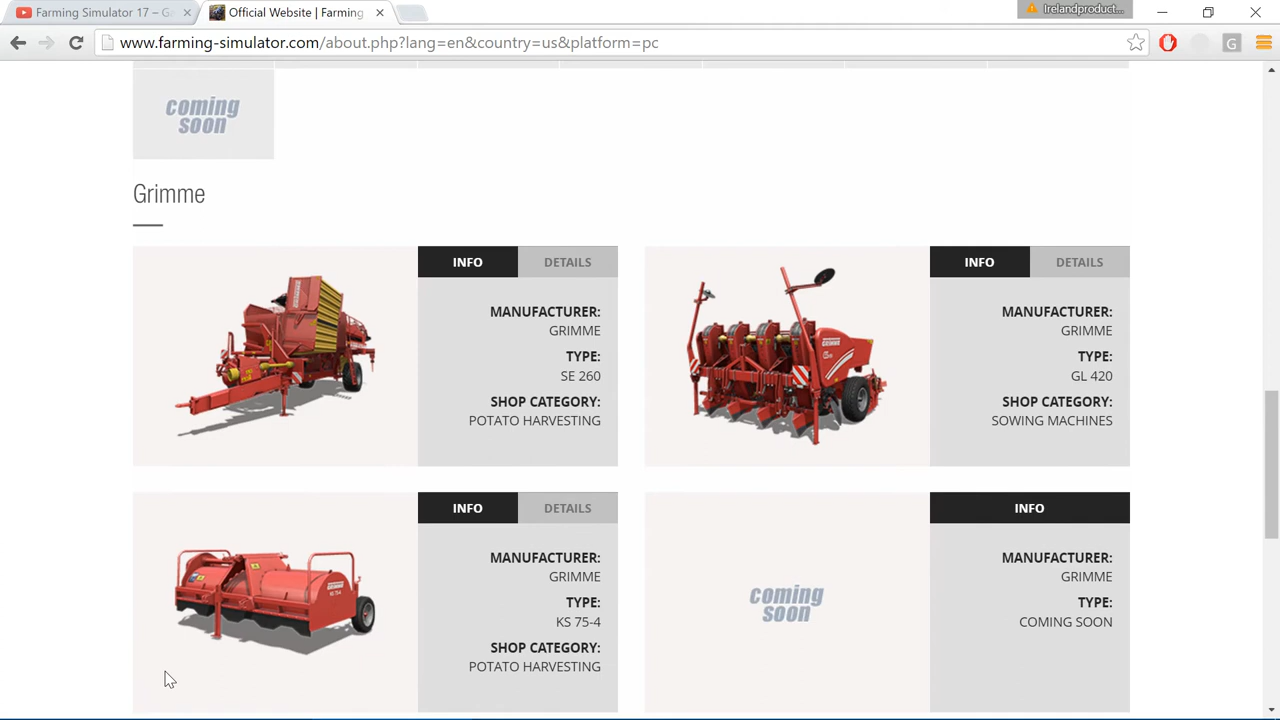 Farming Simulator 17 – G
Official Website | Farming
Irelandproduct...
www.farming-simulator.com/about.php?lang=en&country=us&platform=pc
G
coming
soon
Grimme
INFO
DETAILS
MANUFACTURER:
GRIMME
TYPE:
SE 260
SHOP CATEGORY:
POTATO HARVESTING
INFO
DETAILS
MANUFACTURER:
GRIMME
TYPE:
GL 420
SHOP CATEGORY:
SOWING MACHINES
INFO
DETAILS
MANUFACTURER:
GRIMME
TYPE:
KS 75-4
SHOP CATEGORY:
POTATO HARVESTING
coming
soon
INFO
MANUFACTURER:
GRIMME
TYPE:
COMING SOON